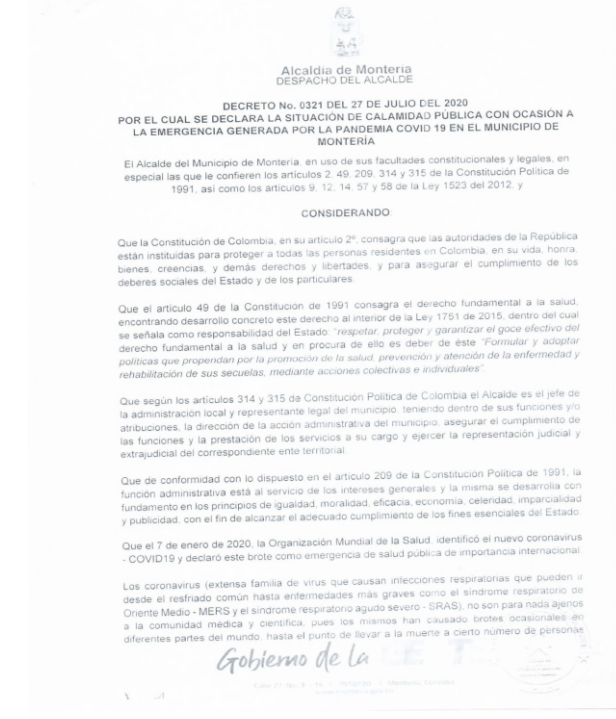 Alcaldía de Montería
DESPACHO DEL ALCALDE
DECRETO No. 0321 DEL 27 DE JULIO DEL 2020
POR EL CUAL SE DECLARA LA SITUACIÓN DE CALAMIDAD PÚBLICA CON OCASIÓN A
LA EMERGENCIA GENERADA POR LA PANDEMIA COVID 19 EN EL MUNICIPIO DE
MONTERÍA
El Alcalde del Municipio de Montería, en uso de sus facultades constitucionales y legales, en
especial las que le confieren los artículos 2, 49, 209, 314 y 315 de la Constitución Política de
1991, así como los artículos 9, 12, 14, 57 y 58 de la Ley 1523 del 2012, y
CONSIDERANDO
Que la Constitución de Colombia, en su artículo 2º, consagra que las autoridades de la República
están instituidas para proteger a todas las personas residentes en Colombia, en su vida, honra,
bienes, creencias, y demás derechos y libertades, y para asegurar el cumplimiento de los
deberes sociales del Estado y de los particulares.
Que el artículo 49 de la Constitución de 1991 consagra el derecho fundamental a la salud,
encontrando desarrollo concreto este derecho al interior de la Ley 1751 de 2015, dentro del cual
se señala como responsabilidad del Estado: "respetar, proteger y garantizar el goce efectivo del
derecho fundamental a la salud y en procura de ello es deber de éste "Formular y adoptar
políticas que propendan por la promoción de la salud, prevención y atención de la enfermedad y
rehabilitación de sus secuelas, mediante acciones colectivas e individuales".
Que según los artículos 314 y 315 de Constitución Política de Colombia el Alcalde es el jefe de
la administración local y representante legal del municipio, teniendo dentro de sus funciones y/o
atribuciones, la dirección de la acción administrativa del municipio, asegurar el cumplimiento de
las funciones y la prestación de los servicios a su cargo y ejercer la representación judicial y
extrajudicial del correspondiente ente territorial.
Que de conformidad con lo dispuesto en el artículo 209 de la Constitución Política de 1991, la
función administrativa está al servicio de los intereses generales y la misma se desarrolla con
fundamento en los principios de igualdad, moralidad, eficacia, economía, celeridad, imparcialidad
y publicidad, con el fin de alcanzar el adecuado cumplimiento de los fines esenciales del Estado.
Que el 7 de enero de 2020, la Organización Mundial de la Salud, identificó el nuevo coronavirus
- COVID19 y declaró este brote como emergencia de salud pública de importancia internacional.
Los coronavirus (extensa familia de virus que causan infecciones respiratorias que pueden ir
desde el resfriado común hasta enfermedades más graves como el síndrome respiratorio de
Oriente Medio - MERS y el síndrome respiratorio agudo severo - SRAS), no son para nada ajenos
a la comunidad médica y científica, pues los mismos han causado brotes ocasionales en
diferentes partes del mundo, hasta el punto de llevar a la muerte a cierto número de personas
Gobierno de la